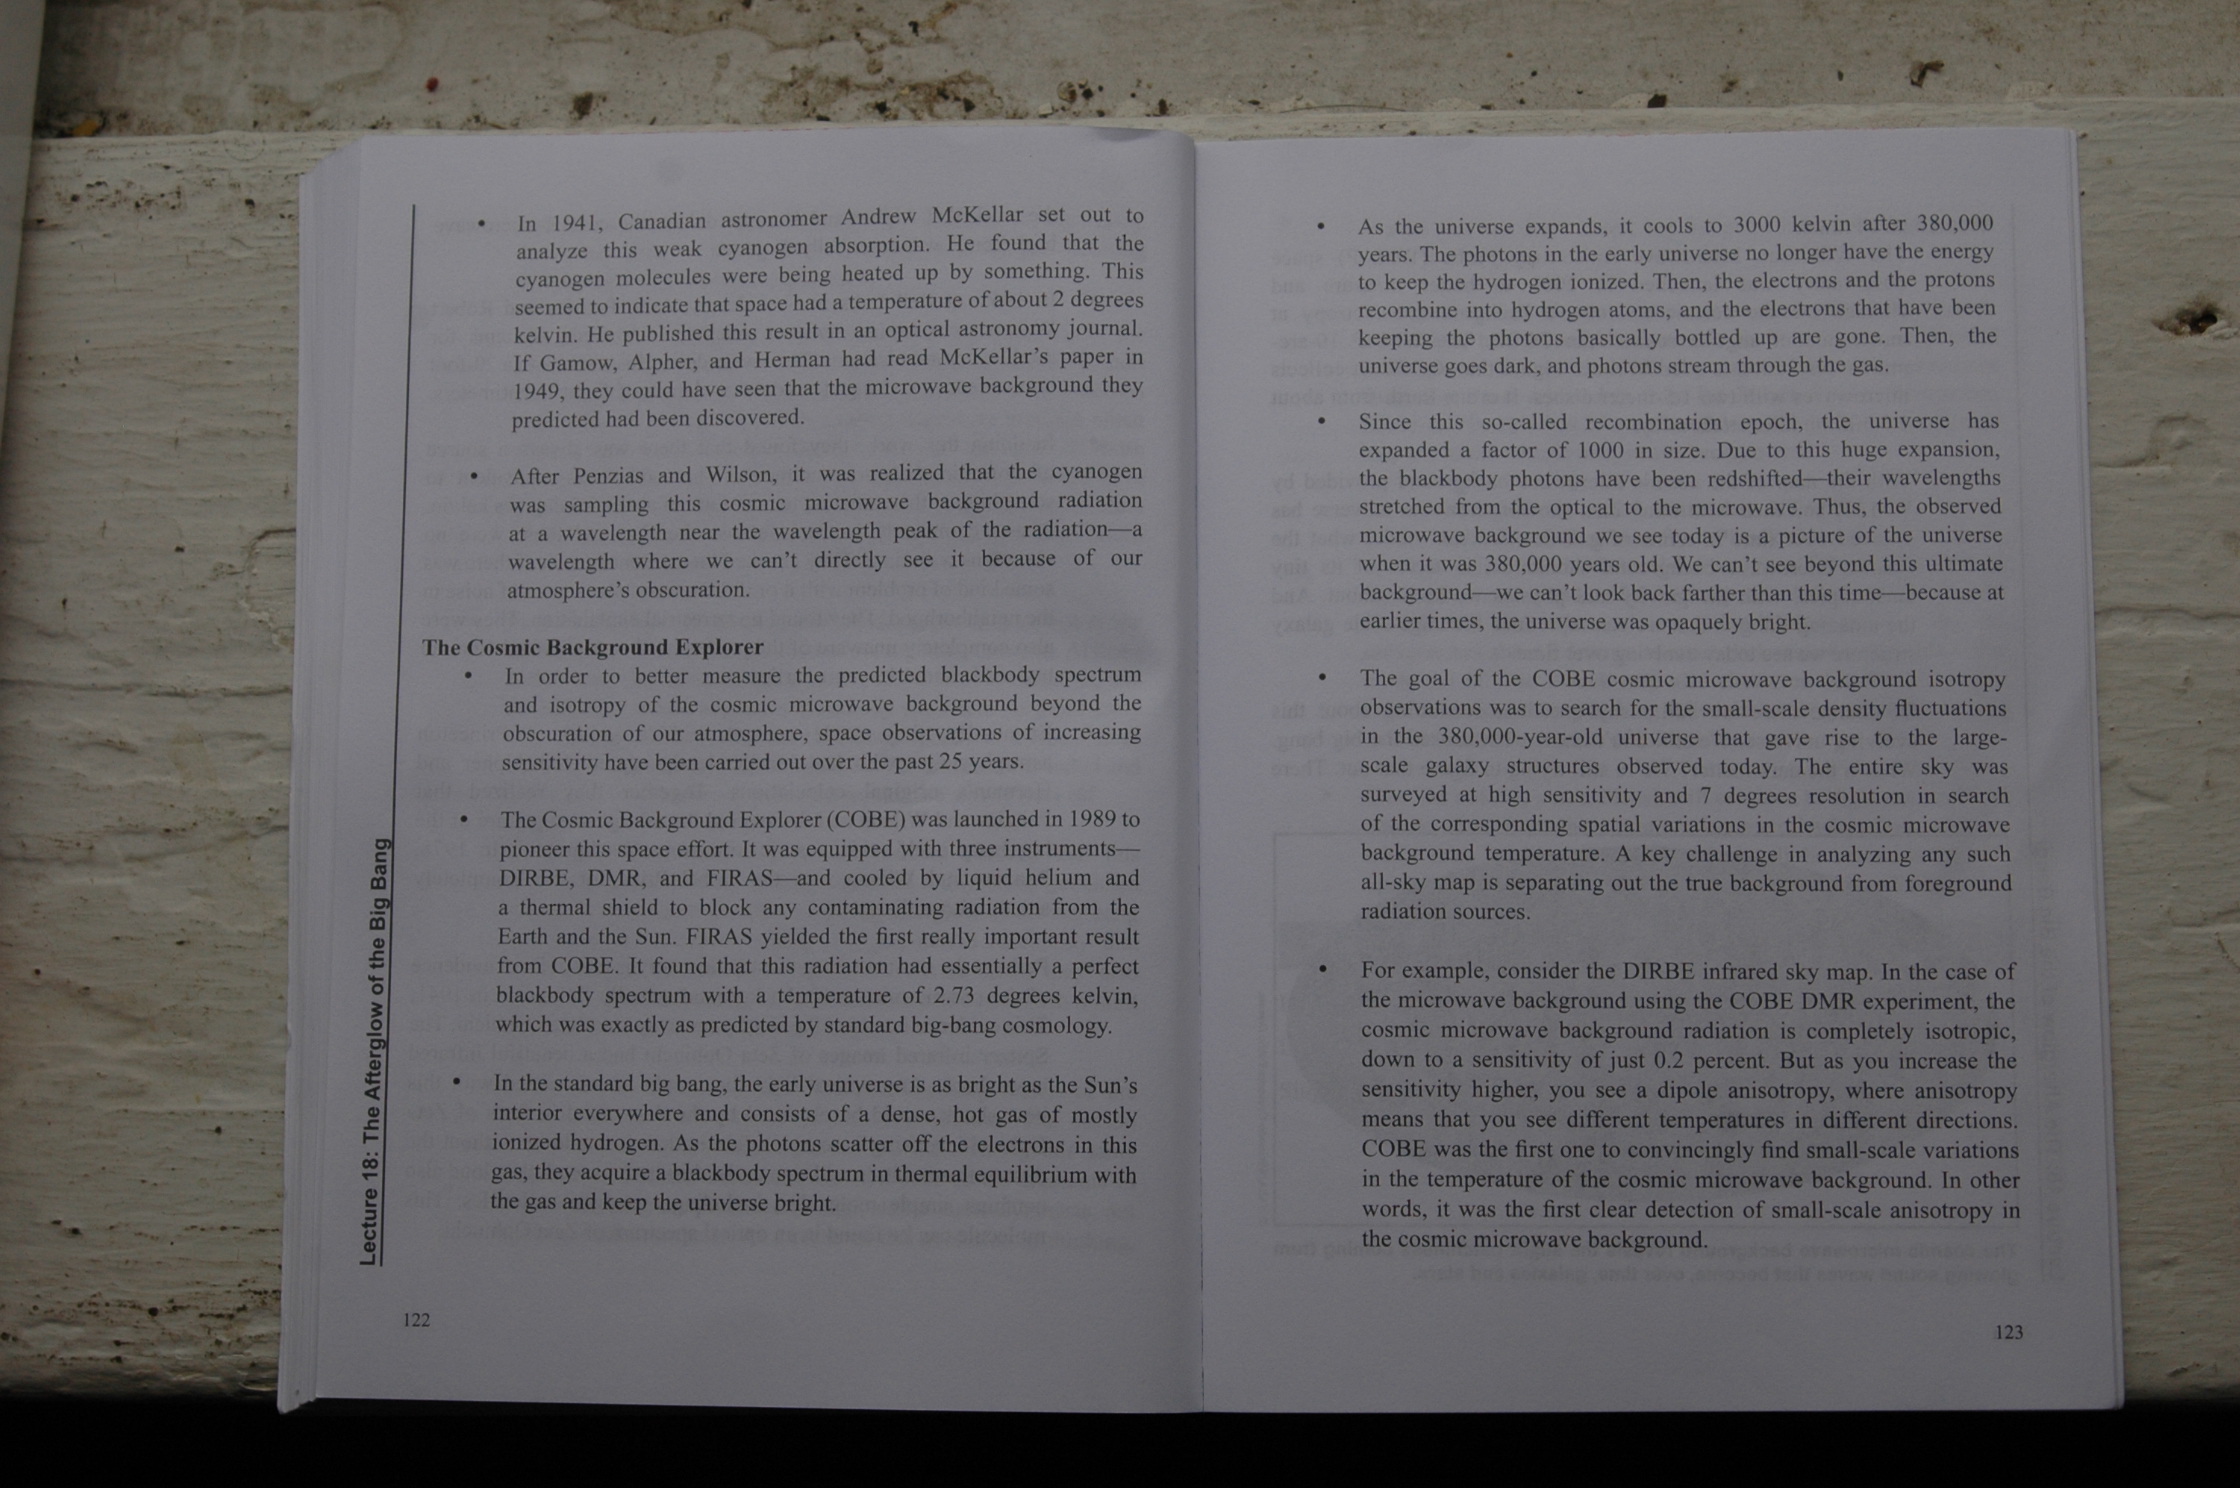 • In 1941, Canadian astronomer Andrew McKellar set out to
analyze this weak cyanogen absorption. He found that the
cyanogen molecules were being heated up by something. This
seemed to indicate that space had a temperature of about 2 degrees
kelvin. He published this result in an optical astronomy journal.
If Gamow, Alpher, and Herman had read McKellar's paper in
1949, they could have seen that the microwave background they
predicted had been discovered.
• After Penzias and Wilson, it was realized that the cyanogen
was sampling this cosmic microwave background radiation
at a wavelength near the wavelength peak of the radiation—a
wavelength where we can't directly see it because of our
atmosphere's obscuration.
The Cosmic Background Explorer
• In order to better measure the predicted blackbody spectrum
and isotropy of the cosmic microwave background beyond the
obscuration of our atmosphere, space observations of increasing
sensitivity have been carried out over the past 25 years.
• The Cosmic Background Explorer (COBE) was launched in 1989 to
pioneer this space effort. It was equipped with three instruments—
DIRBE, DMR, and FIRAS—and cooled by liquid helium and
a thermal shield to block any contaminating radiation from the
Earth and the Sun. FIRAS yielded the first really important result
from COBE. It found that this radiation had essentially a perfect
blackbody spectrum with a temperature of 2.73 degrees kelvin,
which was exactly as predicted by standard big-bang cosmology.
• In the standard big bang, the early universe is as bright as the Sun's
interior everywhere and consists of a dense, hot gas of mostly
ionized hydrogen. As the photons scatter off the electrons in this
gas, they acquire a blackbody spectrum in thermal equilibrium with
the gas and keep the universe bright.
Lecture 18: The Afterglow of the Big Bang
122
• As the universe expands, it cools to 3000 kelvin after 380,000
years. The photons in the early universe no longer have the energy
to keep the hydrogen ionized. Then, the electrons and the protons
recombine into hydrogen atoms, and the electrons that have been
keeping the photons basically bottled up are gone. Then, the
universe goes dark, and photons stream through the gas.
• Since this so-called recombination epoch, the universe has
expanded a factor of 1000 in size. Due to this huge expansion,
the blackbody photons have been redshifted—their wavelengths
stretched from the optical to the microwave. Thus, the observed
microwave background we see today is a picture of the universe
when it was 380,000 years old. We can't see beyond this ultimate
background—we can't look back farther than this time—because at
earlier times, the universe was opaquely bright.
• The goal of the COBE cosmic microwave background isotropy
observations was to search for the small-scale density fluctuations
in the 380,000-year-old universe that gave rise to the large-
scale galaxy structures observed today. The entire sky was
surveyed at high sensitivity and 7 degrees resolution in search
of the corresponding spatial variations in the cosmic microwave
background temperature. A key challenge in analyzing any such
all-sky map is separating out the true background from foreground
radiation sources.
• For example, consider the DIRBE infrared sky map. In the case of
the microwave background using the COBE DMR experiment, the
cosmic microwave background radiation is completely isotropic,
down to a sensitivity of just 0.2 percent. But as you increase the
sensitivity higher, you see a dipole anisotropy, where anisotropy
means that you see different temperatures in different directions.
COBE was the first one to convincingly find small-scale variations
in the temperature of the cosmic microwave background. In other
words, it was the first clear detection of small-scale anisotropy in
the cosmic microwave background.
123